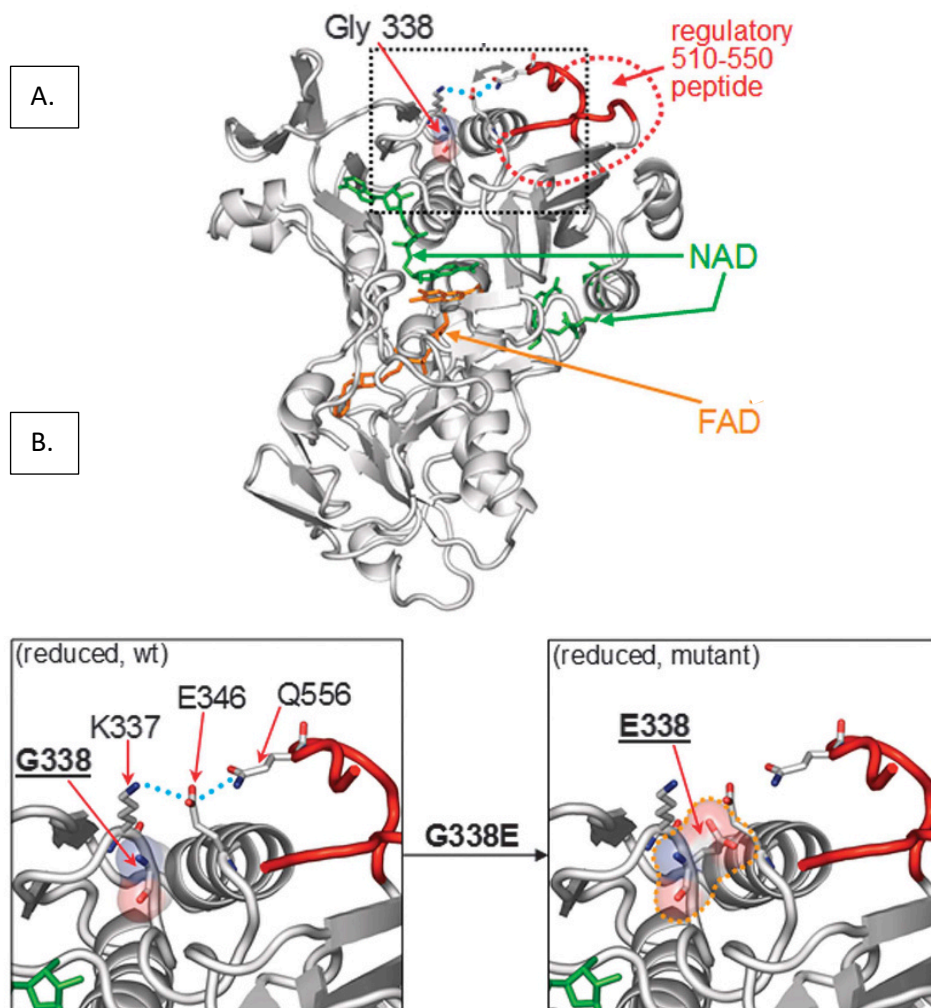 A.
Gly 338
regulatory
510-550
peptide
NAD
B.
FAD
(reduced, wt)
E346
Q556
K337
G338
G338E
(reduced, mutant)
E338